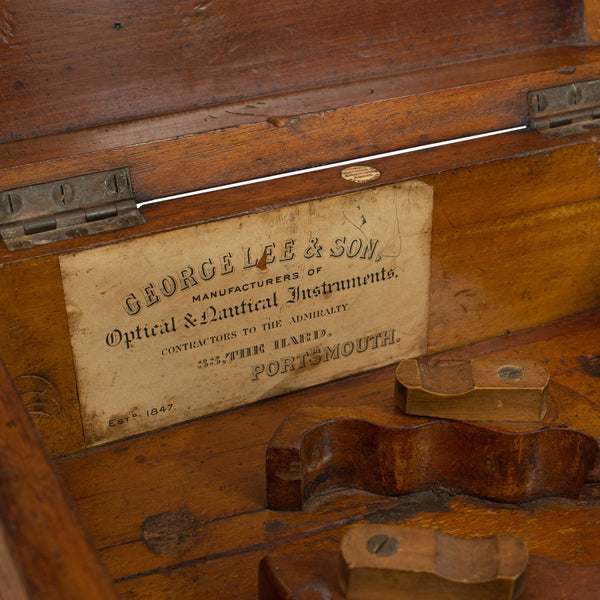 GEORGE LEE & SON,
MANUFACTURERS OF
Optical & Nautical Instruments.
CONTRACTORS TO THE ADMIRALTY.
33, THE HARD,
PORTSMOUTH.
ESTD. 1847.